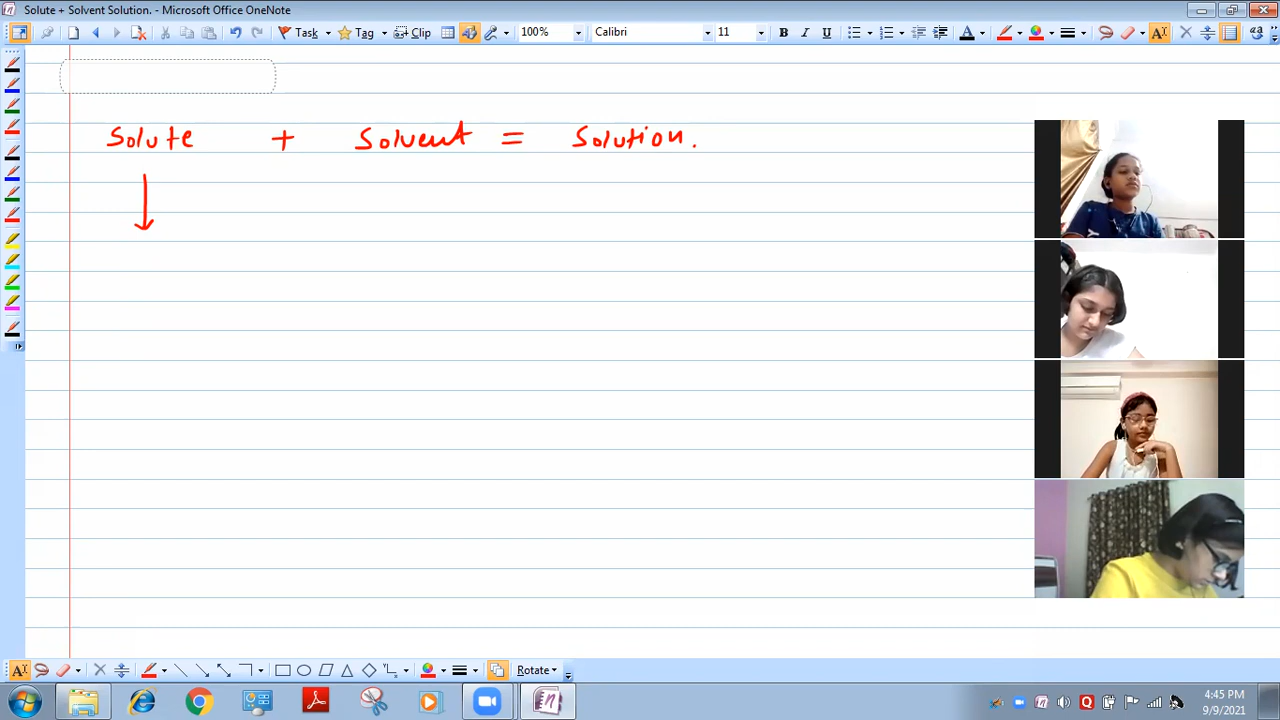 Solute + Solvent Solution. - Microsoft Office OneNote
Task Tag Clip 100% Calibri 11 B I U
Solute + Solvent = Solution.
Rotate
4:45 PM
9/9/2021